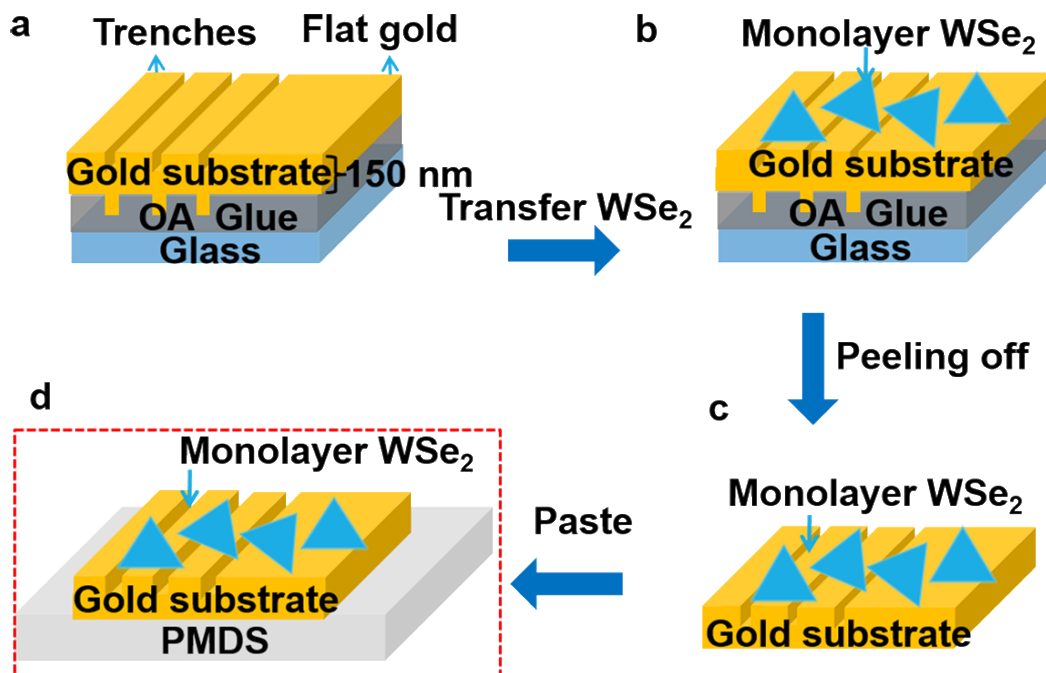 a
Trenches
Flat gold
Gold substrate
150 nm
OA Glue
Glass
Transfer WSe₂
b
Monolayer WSe₂
Gold substrate
OA Glue
Glass
Peeling off
c
Monolayer WSe₂
Gold substrate
Paste
d
Monolayer WSe₂
Gold substrate
PMDS